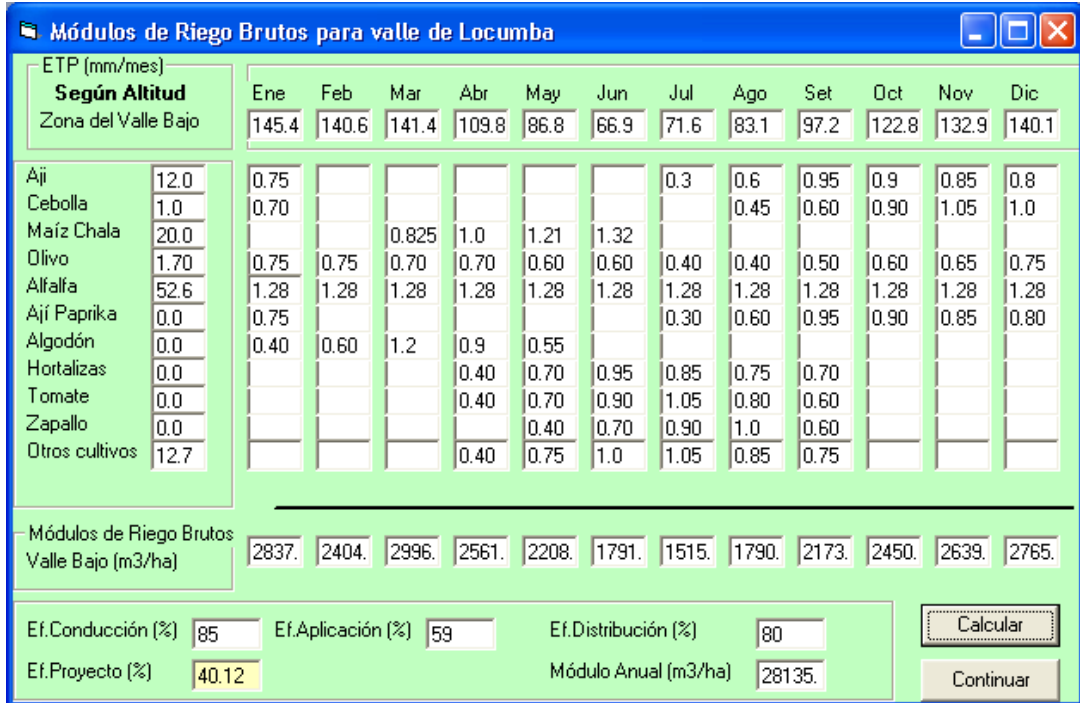 Módulos de Riego Brutos para valle de Locumba
ETP (mm/mes)
Según Altitud Ene Feb Mar Abr May Jun Jul Ago Set Oct Nov Dic
Zona del Valle Bajo 145.4 140.6 141.4 109.8 86.8 66.9 71.6 83.1 97.2 122.8 132.9 140.1
Aji 12.0 0.75 0.3 0.6 0.95 0.9 0.85 0.8
Cebolla 1.0 0.70 0.45 0.60 0.90 1.05 1.0
Maíz Chala 20.0 0.825 1.0 1.21 1.32
Olivo 1.70 0.75 0.75 0.70 0.70 0.60 0.60 0.40 0.40 0.50 0.60 0.65 0.75
Alfalfa 52.6 1.28 1.28 1.28 1.28 1.28 1.28 1.28 1.28 1.28 1.28 1.28 1.28
Ají Paprika 0.0 0.75 0.30 0.60 0.95 0.90 0.85 0.80
Algodón 0.0 0.40 0.60 1.2 0.9 0.55
Hortalizas 0.0 0.40 0.70 0.95 0.85 0.75 0.70
Tomate 0.0 0.40 0.70 0.90 1.05 0.80 0.60
Zapallo 0.0 0.40 0.70 0.90 1.0 0.60
Otros cultivos 12.7 0.40 0.75 1.0 1.05 0.85 0.75
Módulos de Riego Brutos
Valle Bajo (m3/ha) 2837. 2404. 2996. 2561. 2208. 1791. 1515. 1790. 2173. 2450. 2639. 2765.
Ef.Conducción (%) 85 Ef.Aplicación (%) 59 Ef.Distribución (%) 80 Calcular
Ef.Proyecto (%) 40.12 Módulo Anual (m3/ha) 28135. Continuar